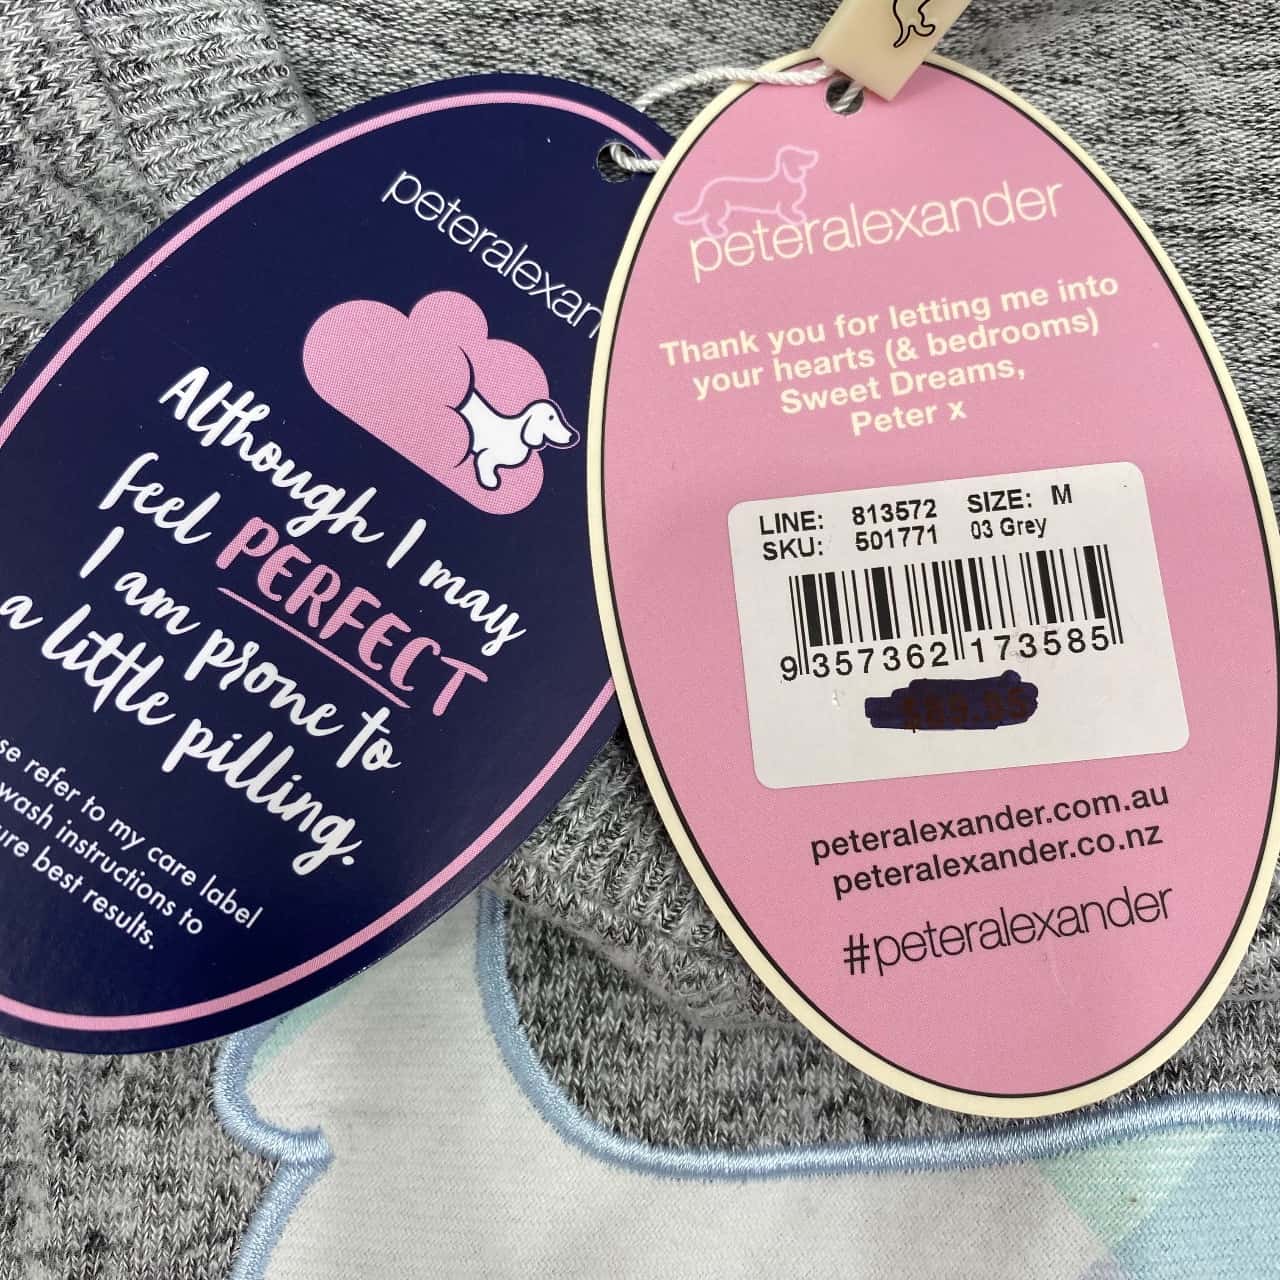 peteralexan
Although I may
feel PERFECT
I am prone to
a little pilling.
se refer to my care label
wash instructions to
ure best results.
peteralexander
Thank you for letting me into
your hearts (& bedrooms)
Sweet Dreams,
Peter x
LINE: 813572 SIZE: M
SKU: 501771 03 Grey
9 357362 173585
peteralexander.com.au
peteralexander.co.nz
#peteralexander